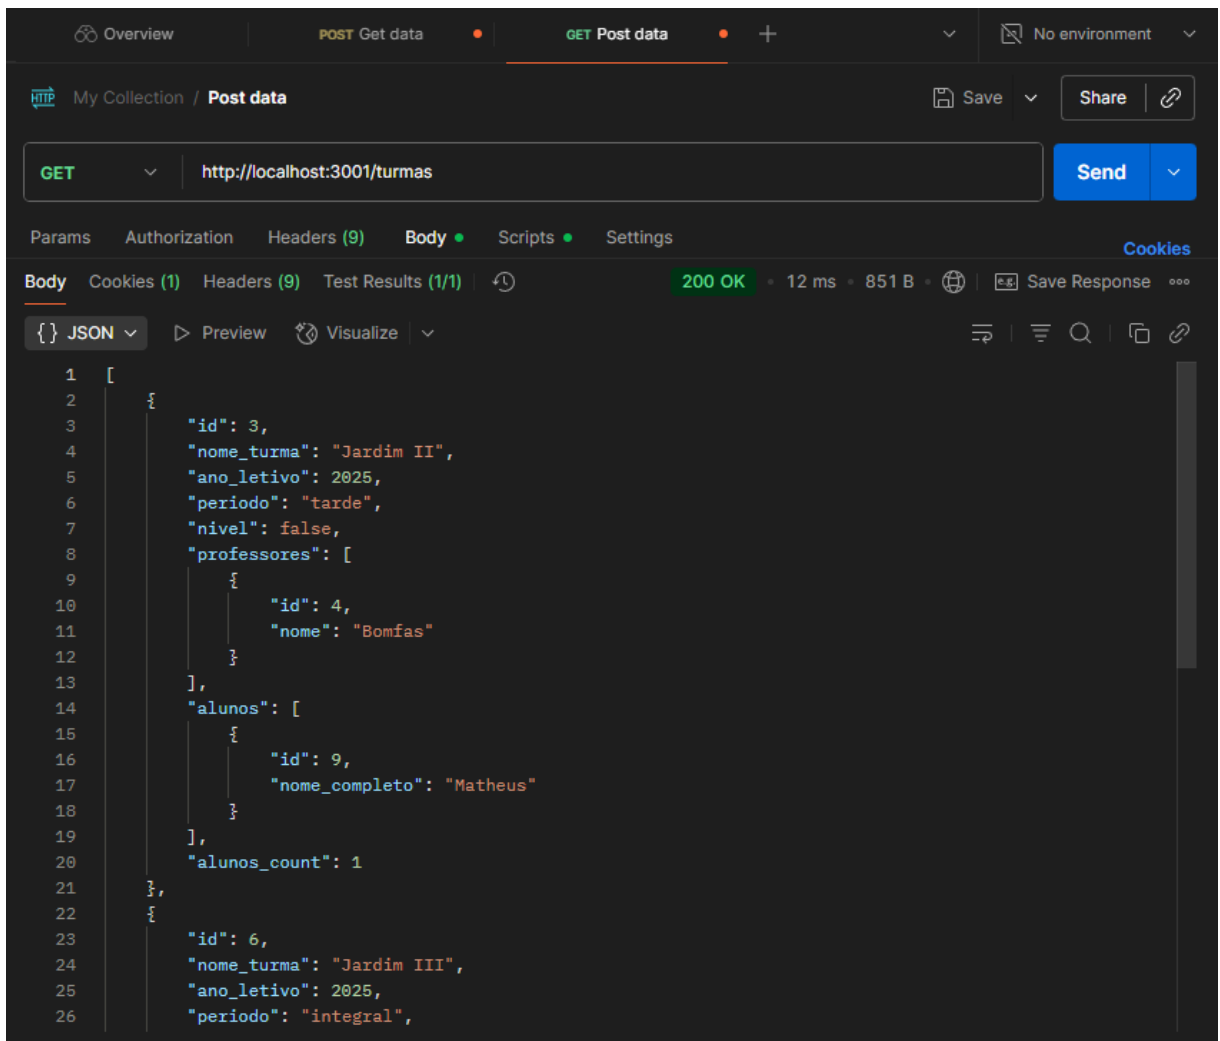 Overview POST Get data GET Post data No environment
HTTP My Collection / Post data Save Share
GET http://localhost:3001/turmas Send
Params Authorization Headers (9) Body Scripts Settings
Cookies
Body Cookies (1) Headers (9) Test Results (1/1) 200 OK 12 ms 851 B e.g. Save Response
{} JSON Preview Visualize
1 [
2 {
3 "id": 3,
4 "nome_turma": "Jardim II",
5 "ano_letivo": 2025,
6 "periodo": "tarde",
7 "nivel": false,
8 "professores": [
9 {
10 "id": 4,
11 "nome": "Bomfas"
12 }
13 ],
14 "alunos": [
15 {
16 "id": 9,
17 "nome_completo": "Matheus"
18 }
19 ],
20 "alunos_count": 1
21 },
22 {
23 "id": 6,
24 "nome_turma": "Jardim III",
25 "ano_letivo": 2025,
26 "periodo": "integral",